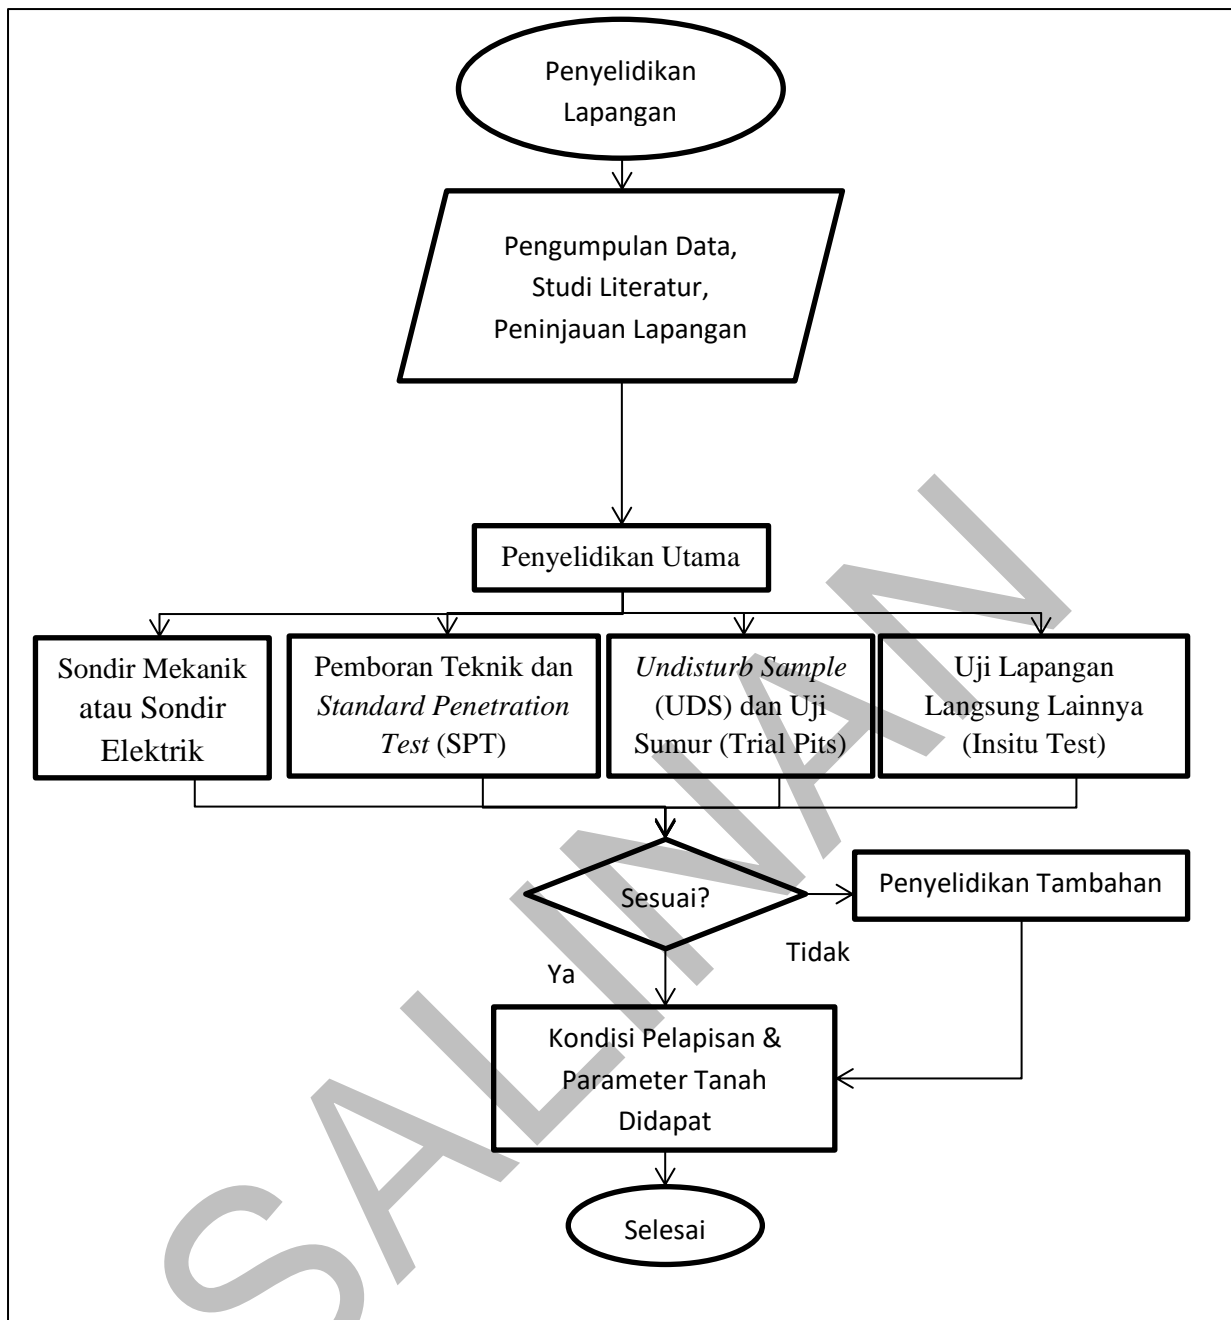 Penyelidikan
Lapangan
Pengumpulan Data,
Studi Literatur,
Peninjauan Lapangan
Penyelidikan Utama
Sondir Mekanik
atau Sondir
Elektrik
Pemboran Teknik dan
Standard Penetration
Test (SPT)
Undisturb Sample
(UDS) dan Uji
Sumur (Trial Pits)
Uji Lapangan
Langsung Lainnya
(Insitu Test)
Sesuai?
Penyelidikan Tambahan
Tidak
Ya
Kondisi Pelapisan &
Parameter Tanah
Didapat
Selesai
SALINAN